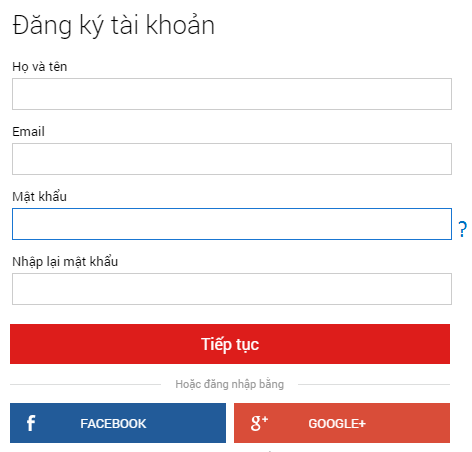 Đăng ký tài khoản
Họ và tên
Email
Mật khẩu
?
Nhập lại mật khẩu
Tiếp tục
Hoặc đăng nhập bằng
f FACEBOOK
g+ GOOGLE+